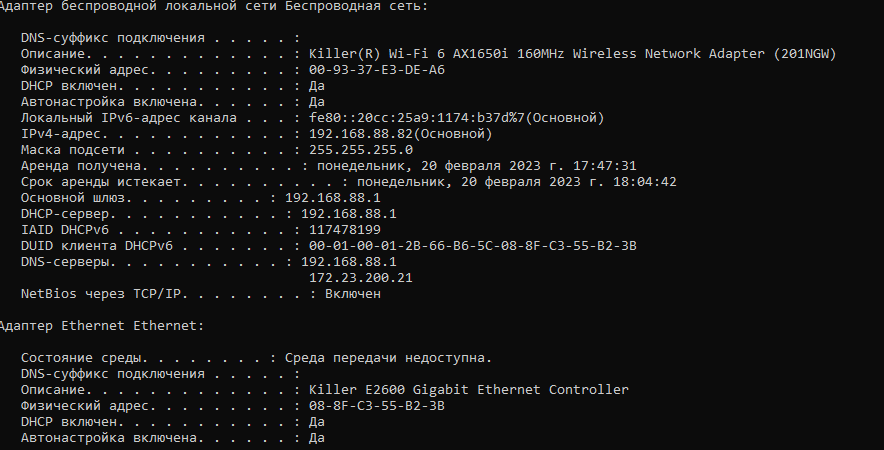 Адаптер беспроводной локальной сети Беспроводная сеть:
DNS-суффикс подключения . . . . . :
Описание. . . . . . . . . . . . . : Killer(R) Wi-Fi 6 AX1650i 160MHz Wireless Network Adapter (201NGW)
Физический адрес. . . . . . . . . : 00-93-37-E3-DE-A6
DHCP включен. . . . . . . . . . . : Да
Автонастройка включена. . . . . . : Да
Локальный IPv6-адрес канала . . . : fe80::20cc:25a9:1174:b37d%7(Основной)
IPv4-адрес. . . . . . . . . . . . : 192.168.88.82(Основной)
Маска подсети . . . . . . . . . . : 255.255.255.0
Аренда получена. . . . . . . . . . : понедельник, 20 февраля 2023 г. 17:47:31
Срок аренды истекает. . . . . . . . . . : понедельник, 20 февраля 2023 г. 18:04:42
Основной шлюз. . . . . . . . . : 192.168.88.1
DHCP-сервер. . . . . . . . . . . : 192.168.88.1
IAID DHCPv6 . . . . . . . . . . . : 117478199
DUID клиента DHCPv6 . . . . . . . : 00-01-00-01-2B-66-B6-5C-08-8F-C3-55-B2-3B
DNS-серверы. . . . . . . . . . . : 192.168.88.1
172.23.200.21
NetBios через TCP/IP. . . . . . . . : Включен
Адаптер Ethernet Ethernet:
Состояние среды. . . . . . . . : Среда передачи недоступна.
DNS-суффикс подключения . . . . . :
Описание. . . . . . . . . . . . . : Killer E2600 Gigabit Ethernet Controller
Физический адрес. . . . . . . . . : 08-8F-C3-55-B2-3B
DHCP включен. . . . . . . . . . . : Да
Автонастройка включена. . . . . . : Да